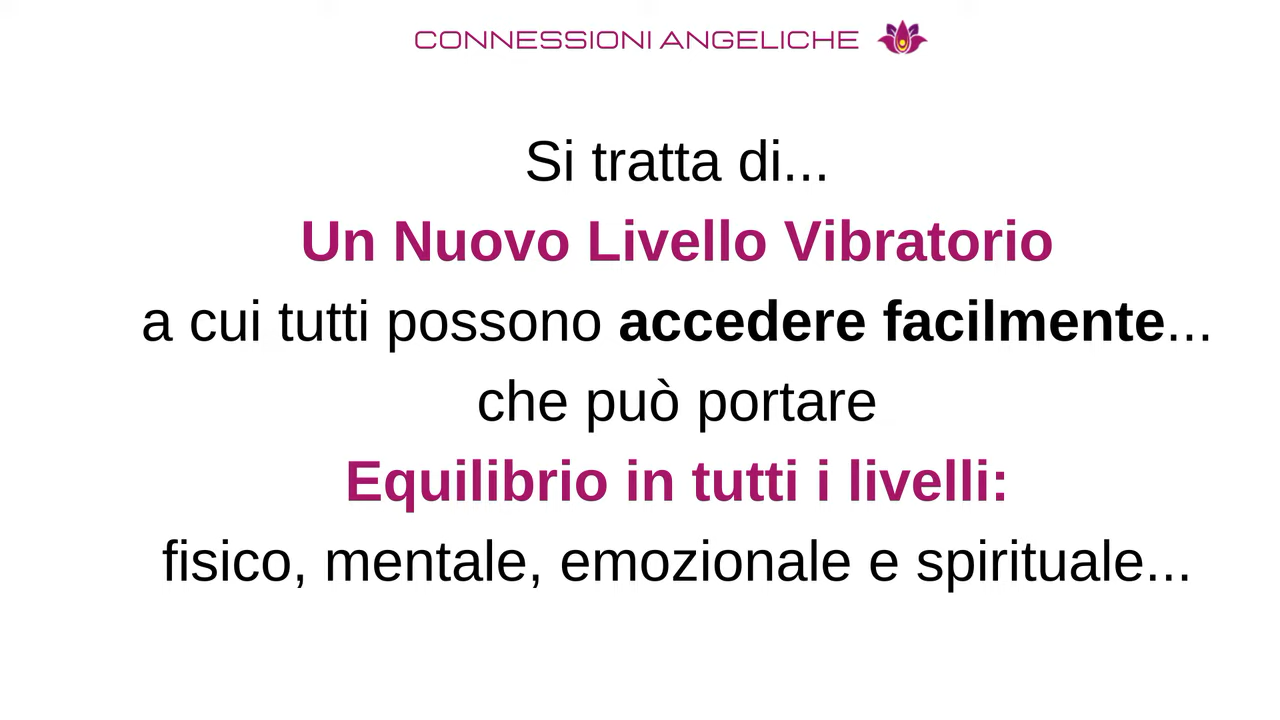 CONNESSIONI ANGELICHE
Si tratta di...
Un Nuovo Livello Vibratorio
a cui tutti possono accedere facilmente...
che può portare
Equilibrio in tutti i livelli:
fisico, mentale, emozionale e spirituale...